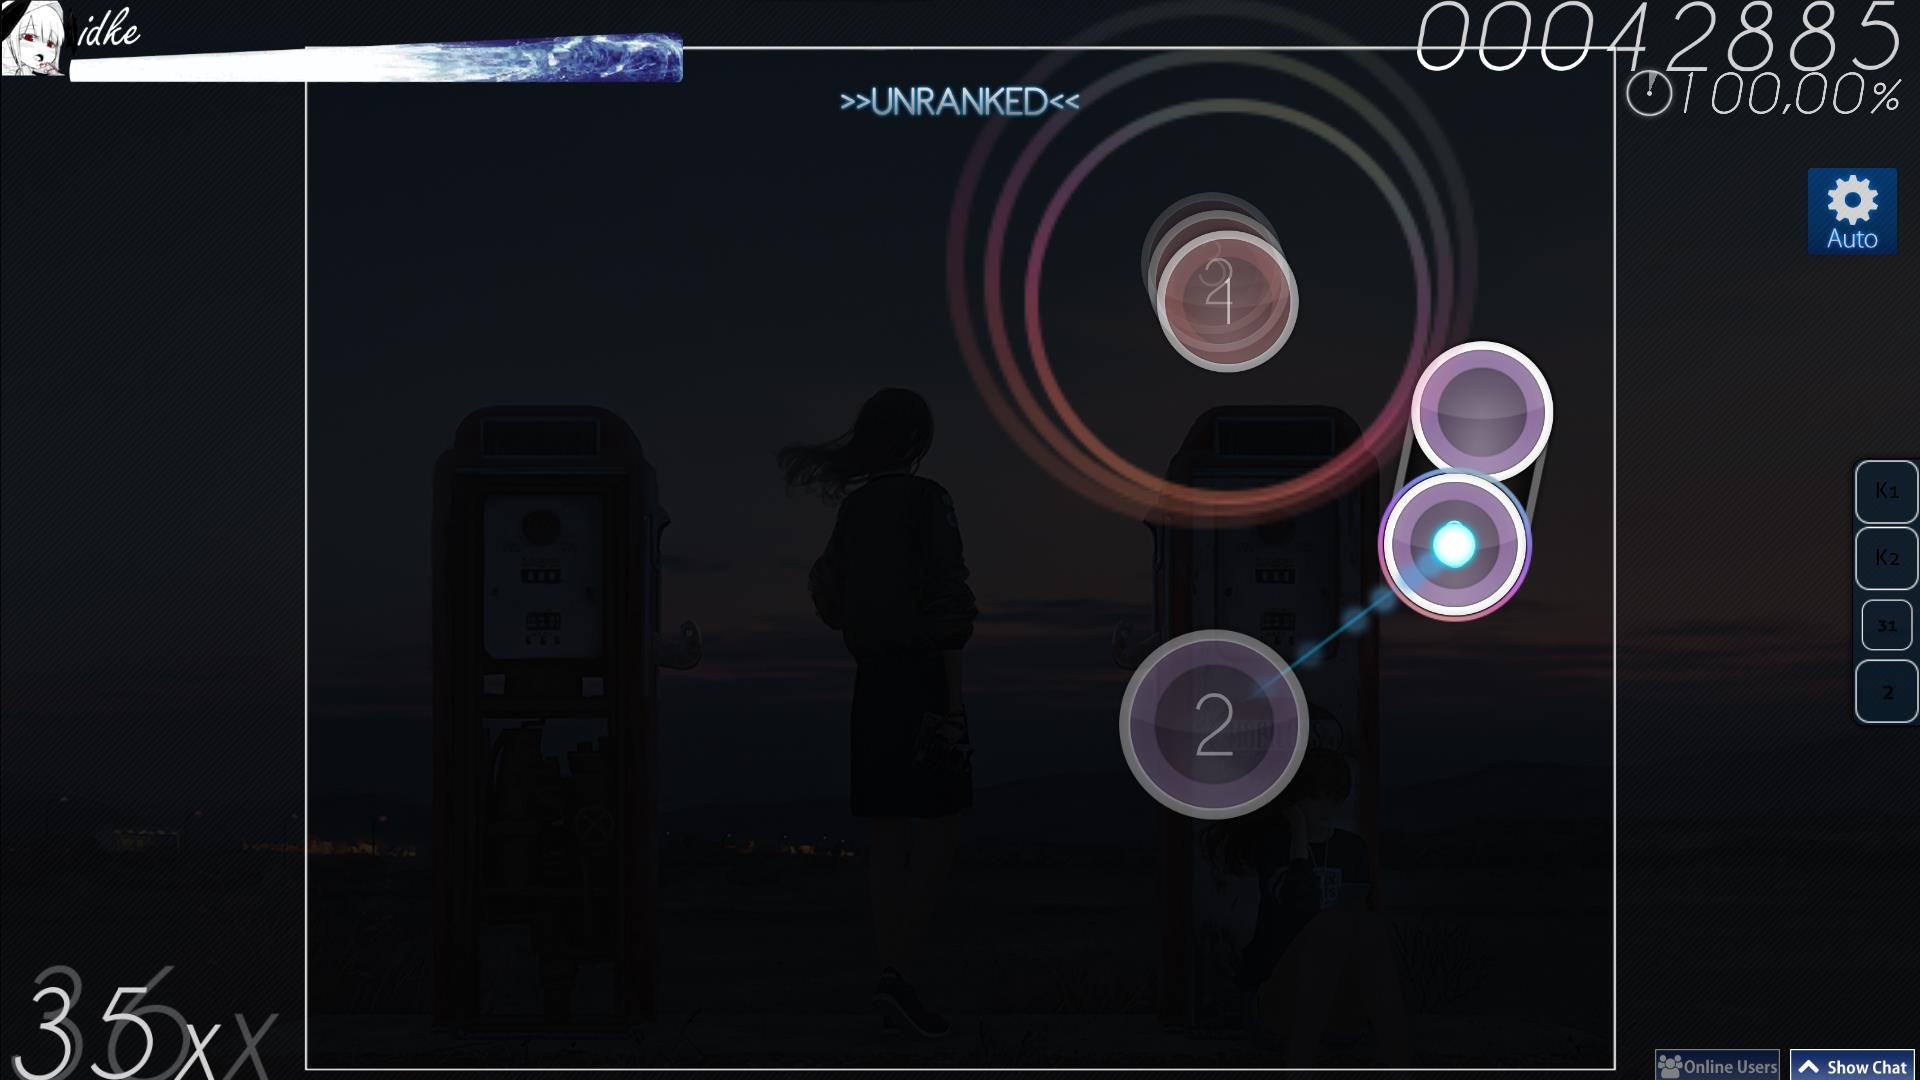 idke
00042885
100,00%
>>UNRANKED<<
Auto
K1
K2
31
2
2
35x
Online Users
Show Chat